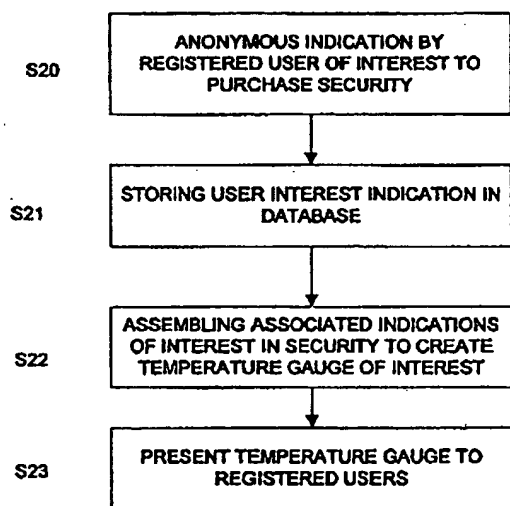 S20
ANONYMOUS INDICATION BY
REGISTERED USER OF INTEREST TO
PURCHASE SECURITY
S21
STORING USER INTEREST INDICATION IN
DATABASE
S22
ASSEMBLING ASSOCIATED INDICATIONS
OF INTEREST IN SECURITY TO CREATE
TEMPERATURE GAUGE OF INTEREST
S23
PRESENT TEMPERATURE GAUGE TO
REGISTERED USERS